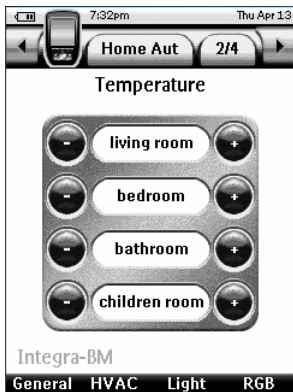 7:32pm Thu Apr 13
Home Aut 2/4
Temperature
- living room +
- bedroom +
- bathroom +
- children room +
Integra-BM
General HVAC Light RGB